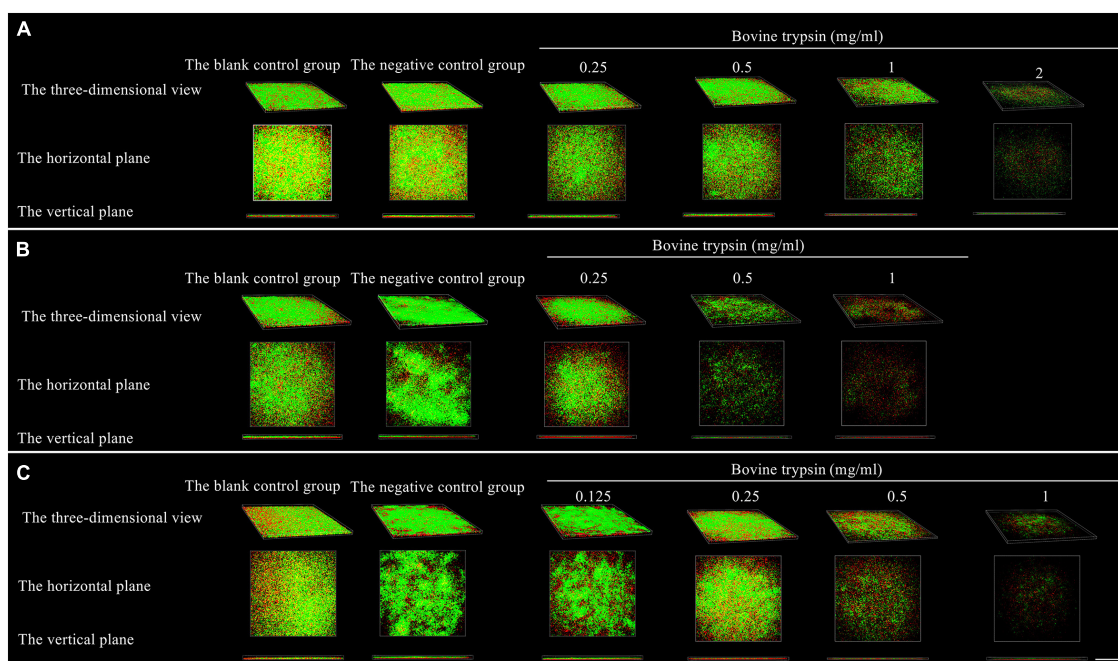 A
Bovine trypsin (mg/ml)
The blank control group The negative control group 0.25 0.5 1 2
The three-dimensional view
The horizontal plane
The vertical plane
B
Bovine trypsin (mg/ml)
The blank control group The negative control group 0.25 0.5 1
The three-dimensional view
The horizontal plane
The vertical plane
C
Bovine trypsin (mg/ml)
The blank control group The negative control group 0.125 0.25 0.5 1
The three-dimensional view
The horizontal plane
The vertical plane